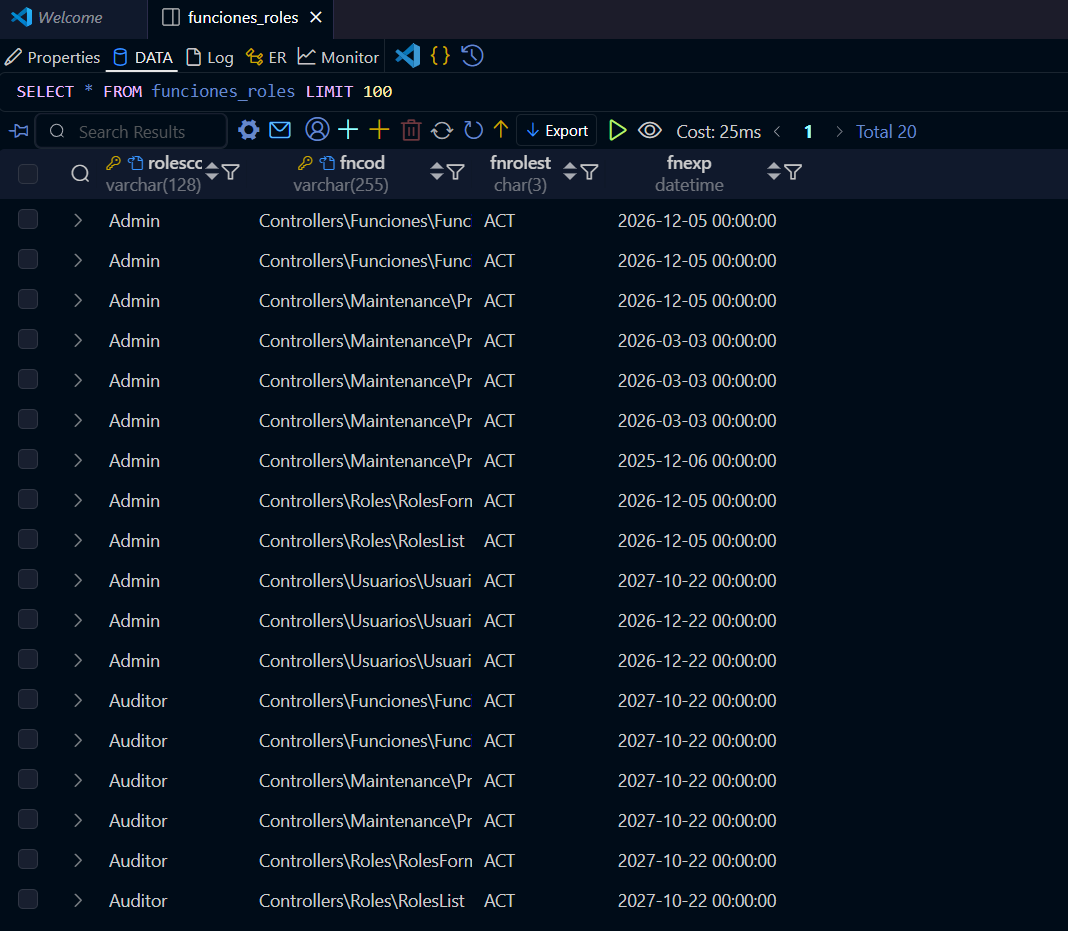 Welcome funciones_roles
Properties DATA Log ER Monitor {}
SELECT * FROM funciones_roles LIMIT 100
Search Results Export Cost: 25ms 1 Total 20
rolescc fncod fnrolest fnexp
varchar(128) varchar(255) char(3) datetime
Admin Controllers\Funciones\Func ACT 2026-12-05 00:00:00
Admin Controllers\Funciones\Func ACT 2026-12-05 00:00:00
Admin Controllers\Maintenance\Pr ACT 2026-12-05 00:00:00
Admin Controllers\Maintenance\Pr ACT 2026-03-03 00:00:00
Admin Controllers\Maintenance\Pr ACT 2026-03-03 00:00:00
Admin Controllers\Maintenance\Pr ACT 2026-03-03 00:00:00
Admin Controllers\Maintenance\Pr ACT 2025-12-06 00:00:00
Admin Controllers\Roles\RolesForn ACT 2026-12-05 00:00:00
Admin Controllers\Roles\RolesList ACT 2026-12-05 00:00:00
Admin Controllers\Usuarios\Usuari ACT 2027-10-22 00:00:00
Admin Controllers\Usuarios\Usuari ACT 2026-12-22 00:00:00
Admin Controllers\Usuarios\Usuari ACT 2026-12-22 00:00:00
Auditor Controllers\Funciones\Func ACT 2027-10-22 00:00:00
Auditor Controllers\Funciones\Func ACT 2027-10-22 00:00:00
Auditor Controllers\Maintenance\Pr ACT 2027-10-22 00:00:00
Auditor Controllers\Maintenance\Pr ACT 2027-10-22 00:00:00
Auditor Controllers\Roles\RolesForn ACT 2027-10-22 00:00:00
Auditor Controllers\Roles\RolesList ACT 2027-10-22 00:00:00